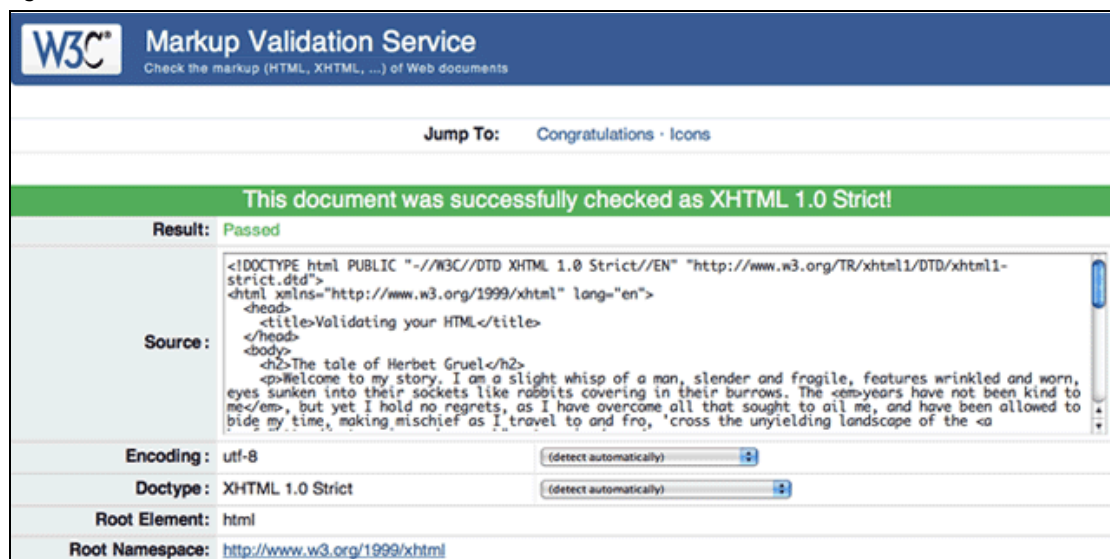 W3C®
Markup Validation Service
Check the markup (HTML, XHTML, ...) of Web documents
Jump To: Congratulations · Icons
This document was successfully checked as XHTML 1.0 Strict!
Result: Passed
Source:
<!DOCTYPE html PUBLIC "-//W3C//DTD XHTML 1.0 Strict//EN" "http://www.w3.org/TR/xhtml1/DTD/xhtml1-
strict.dtd">
<html xmlns="http://www.w3.org/1999/xhtml" lang="en">
<head>
<title>Validating your HTML</title>
</head>
<body>
<h2>The tale of Herbet Gruel</h2>
<p>Welcome to my story. I am a slight whisp of a man, slender and fragile, features wrinkled and worn,
eyes sunken into their sockets like rabbits covering in their burrows. The <em>years have not been kind to
me</em>, but yet I hold no regrets, as I have overcome all that sought to ail me, and have been allowed to
bide my time, making mischief as I travel to and fro, 'cross the unyielding landscape of the <a
Encoding: utf-8 (detect automatically)
Doctype: XHTML 1.0 Strict (detect automatically)
Root Element: html
Root Namespace: http://www.w3.org/1999/xhtml